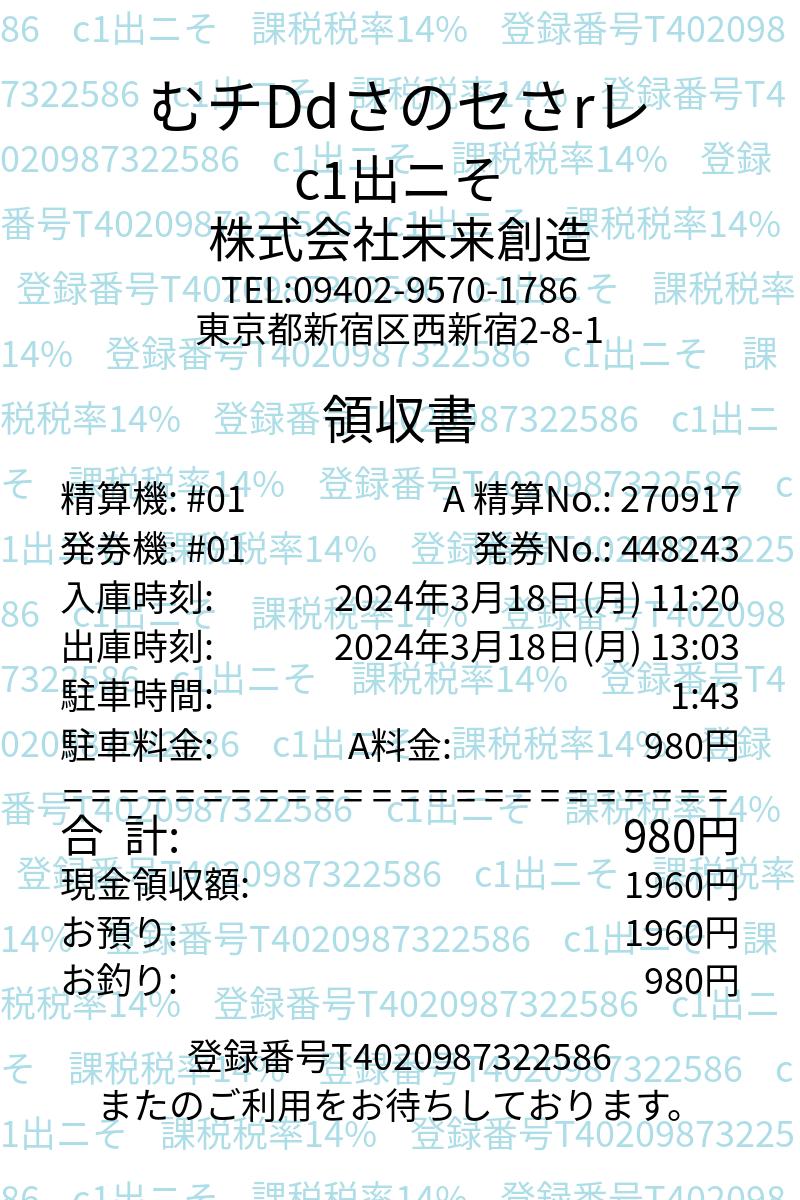 むチDdさのセさrレ
c1出ニそ
株式会社未来創造
TEL:09402-9570-1786
東京都新宿区西新宿2-8-1
領収書
精算機: #01 A 精算No.: 270917
発券機: #01 発券No.: 448243
入庫時刻: 2024年3月18日(月) 11:20
出庫時刻: 2024年3月18日(月) 13:03
駐車時間: 1:43
駐車料金: A料金: 980円
========================
合 計: 980円
現金領収額: 1960円
お預り: 1960円
お釣り: 980円
登録番号T4020987322586
またのご利用をお待ちしております。
86 c1出ニそ 課税税率14% 登録番号T402098
7322586 c1出ニそ 課税税率14% 登録番号T4
020987322586 c1出ニそ 課税税率14% 登録
番号T4020987322586 c1出ニそ 課税税率14%
登録番号T4020987322586 c1出ニそ 課税税率
14% 登録番号T4020987322586 c1出ニそ 課
税税率14% 登録番号T4020987322586 c1出ニ
そ 課税税率14% 登録番号T4020987322586 c
1出ニそ 課税税率14% 登録番号T40209873225
86 c1出ニそ 課税税率14% 登録番号T402098
7322586 c1出ニそ 課税税率14% 登録番号T4
020987322586 c1出ニそ 課税税率14% 登録
番号T4020987322586 c1出ニそ 課税税率14%
登録番号T4020987322586 c1出ニそ 課税税率
14% 登録番号T4020987322586 c1出ニそ 課
税税率14% 登録番号T4020987322586 c1出ニ
そ 課税税率14% 登録番号T4020987322586 c
1出ニそ 課税税率14% 登録番号T40209873225
86 c1出ニそ 課税税率14% 登録番号T402098